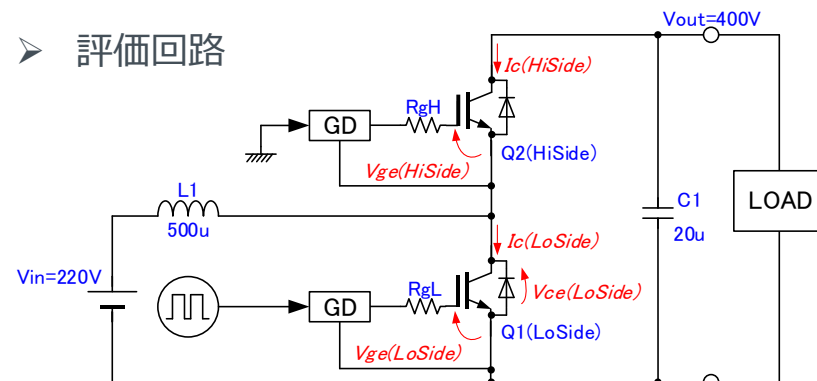 ➢ 評価回路
Vout=400V
Ic(HiSide)
RgH
GD
Q2(HiSide)
Vge(HiSide)
L1
500u
C1
20u
LOAD
Ic(LoSide)
Vin=220V
RgL
GD
Vce(LoSide)
Q1(LoSide)
Vge(LoSide)